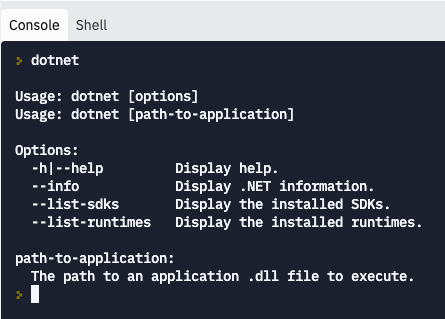 Console Shell
> dotnet
Usage: dotnet [options]
Usage: dotnet [path-to-application]
Options:
-h|--help Display help.
--info Display .NET information.
--list-sdks Display the installed SDKs.
--list-runtimes Display the installed runtimes.
path-to-application:
The path to an application .dll file to execute.
>